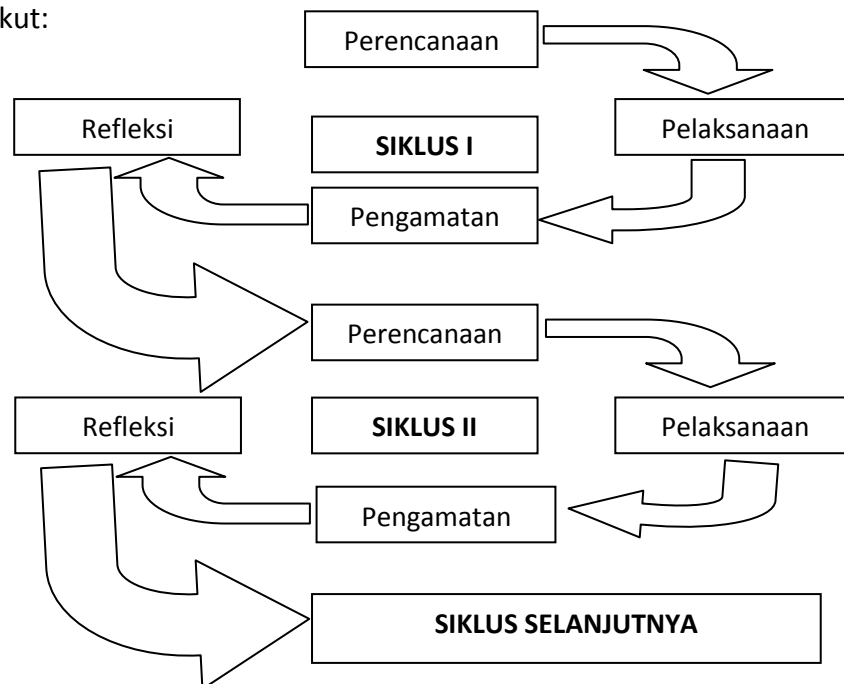 kut:
Perencanaan
Refleksi
SIKLUS I
Pelaksanaan
Pengamatan
Perencanaan
Refleksi
SIKLUS II
Pelaksanaan
Pengamatan
SIKLUS SELANJUTNYA